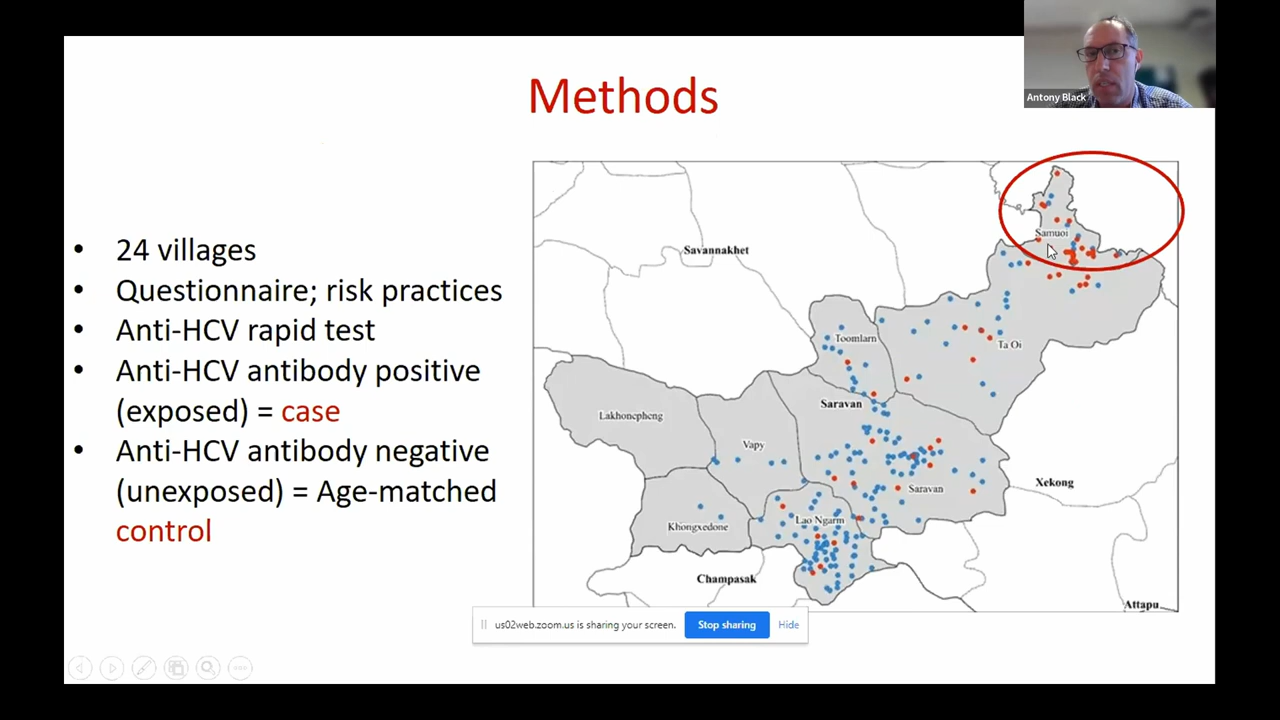 Methods
Antony Black
• 24 villages
• Questionnaire; risk practices
• Anti-HCV rapid test
• Anti-HCV antibody positive
(exposed) = case
• Anti-HCV antibody negative
(unexposed) = Age-matched
control
Samuoi
Savannakhet
Toomlarn
Ta Oi
Saravan
Lakhonepheng
Vapy
Xekong
Saravan
Lao Ngarm
Khongxedone
Champasak
Attapu
us02web.zoom.us is sharing your screen.
Stop sharing
Hide